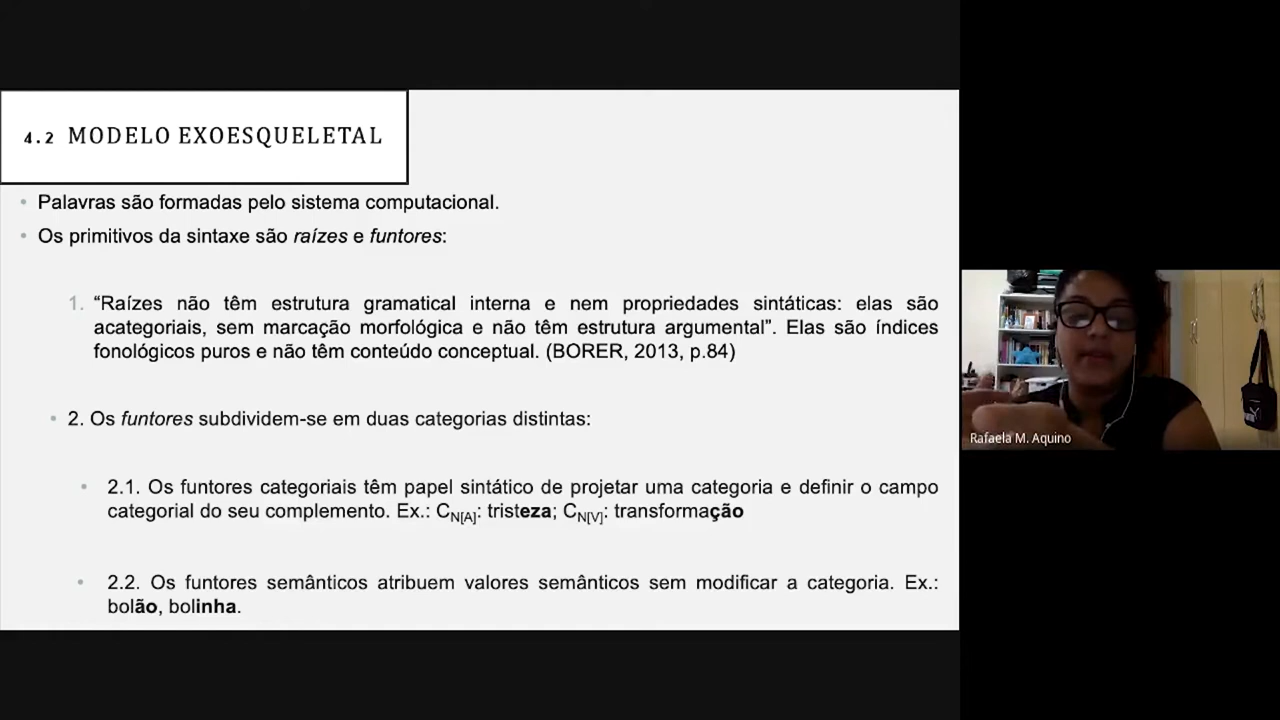 4.2 MODELO EXOESQUELETAL
• Palavras são formadas pelo sistema computacional.
• Os primitivos da sintaxe são raízes e funtores:
1. “Raízes não têm estrutura gramatical interna e nem propriedades sintáticas: elas são
acategoriais, sem marcação morfológica e não têm estrutura argumental”. Elas são índices
fonológicos puros e não têm conteúdo conceptual. (BORER, 2013, p.84)
• 2. Os funtores subdividem-se em duas categorias distintas:
• 2.1. Os funtores categoriais têm papel sintático de projetar uma categoria e definir o campo
categorial do seu complemento. Ex.: CN[A]: tristeza; CN[V]: transformação
• 2.2. Os funtores semânticos atribuem valores semânticos sem modificar a categoria. Ex.:
bolão, bolinha.
Rafaela M. Aquino
PUMA